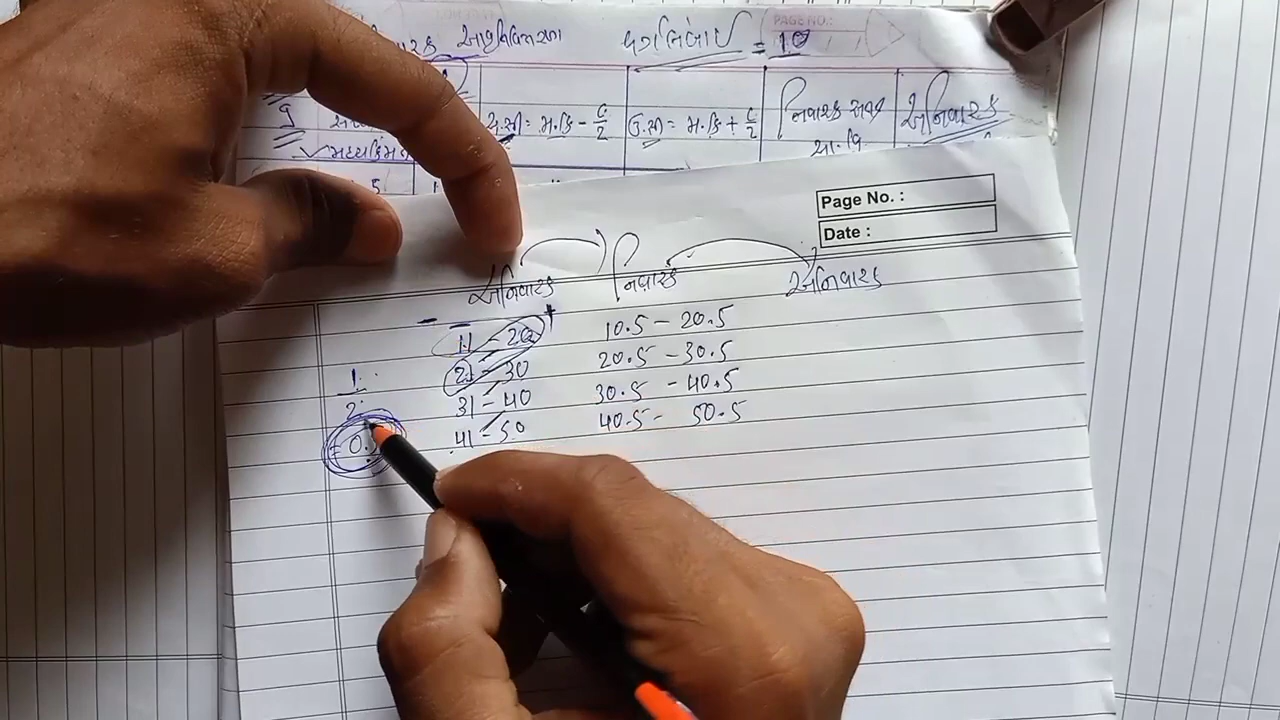 વર્ગલંબાઈ = 10
PAGE NO.:
અ.સી = મ.કિં - C/2
ઉ.સી = મ.કિં + C/2
નિવારક
અનિવારક
મધ્યકિંમત
આ.વિ
5
Page No. :
Date :
અનિવારક નિવારક અનિવારક
11 - 20 10.5 - 20.5
21 - 30 20.5 - 30.5
31 - 40 30.5 - 40.5
41 - 50 40.5 - 50.5
1
2
= 0.5